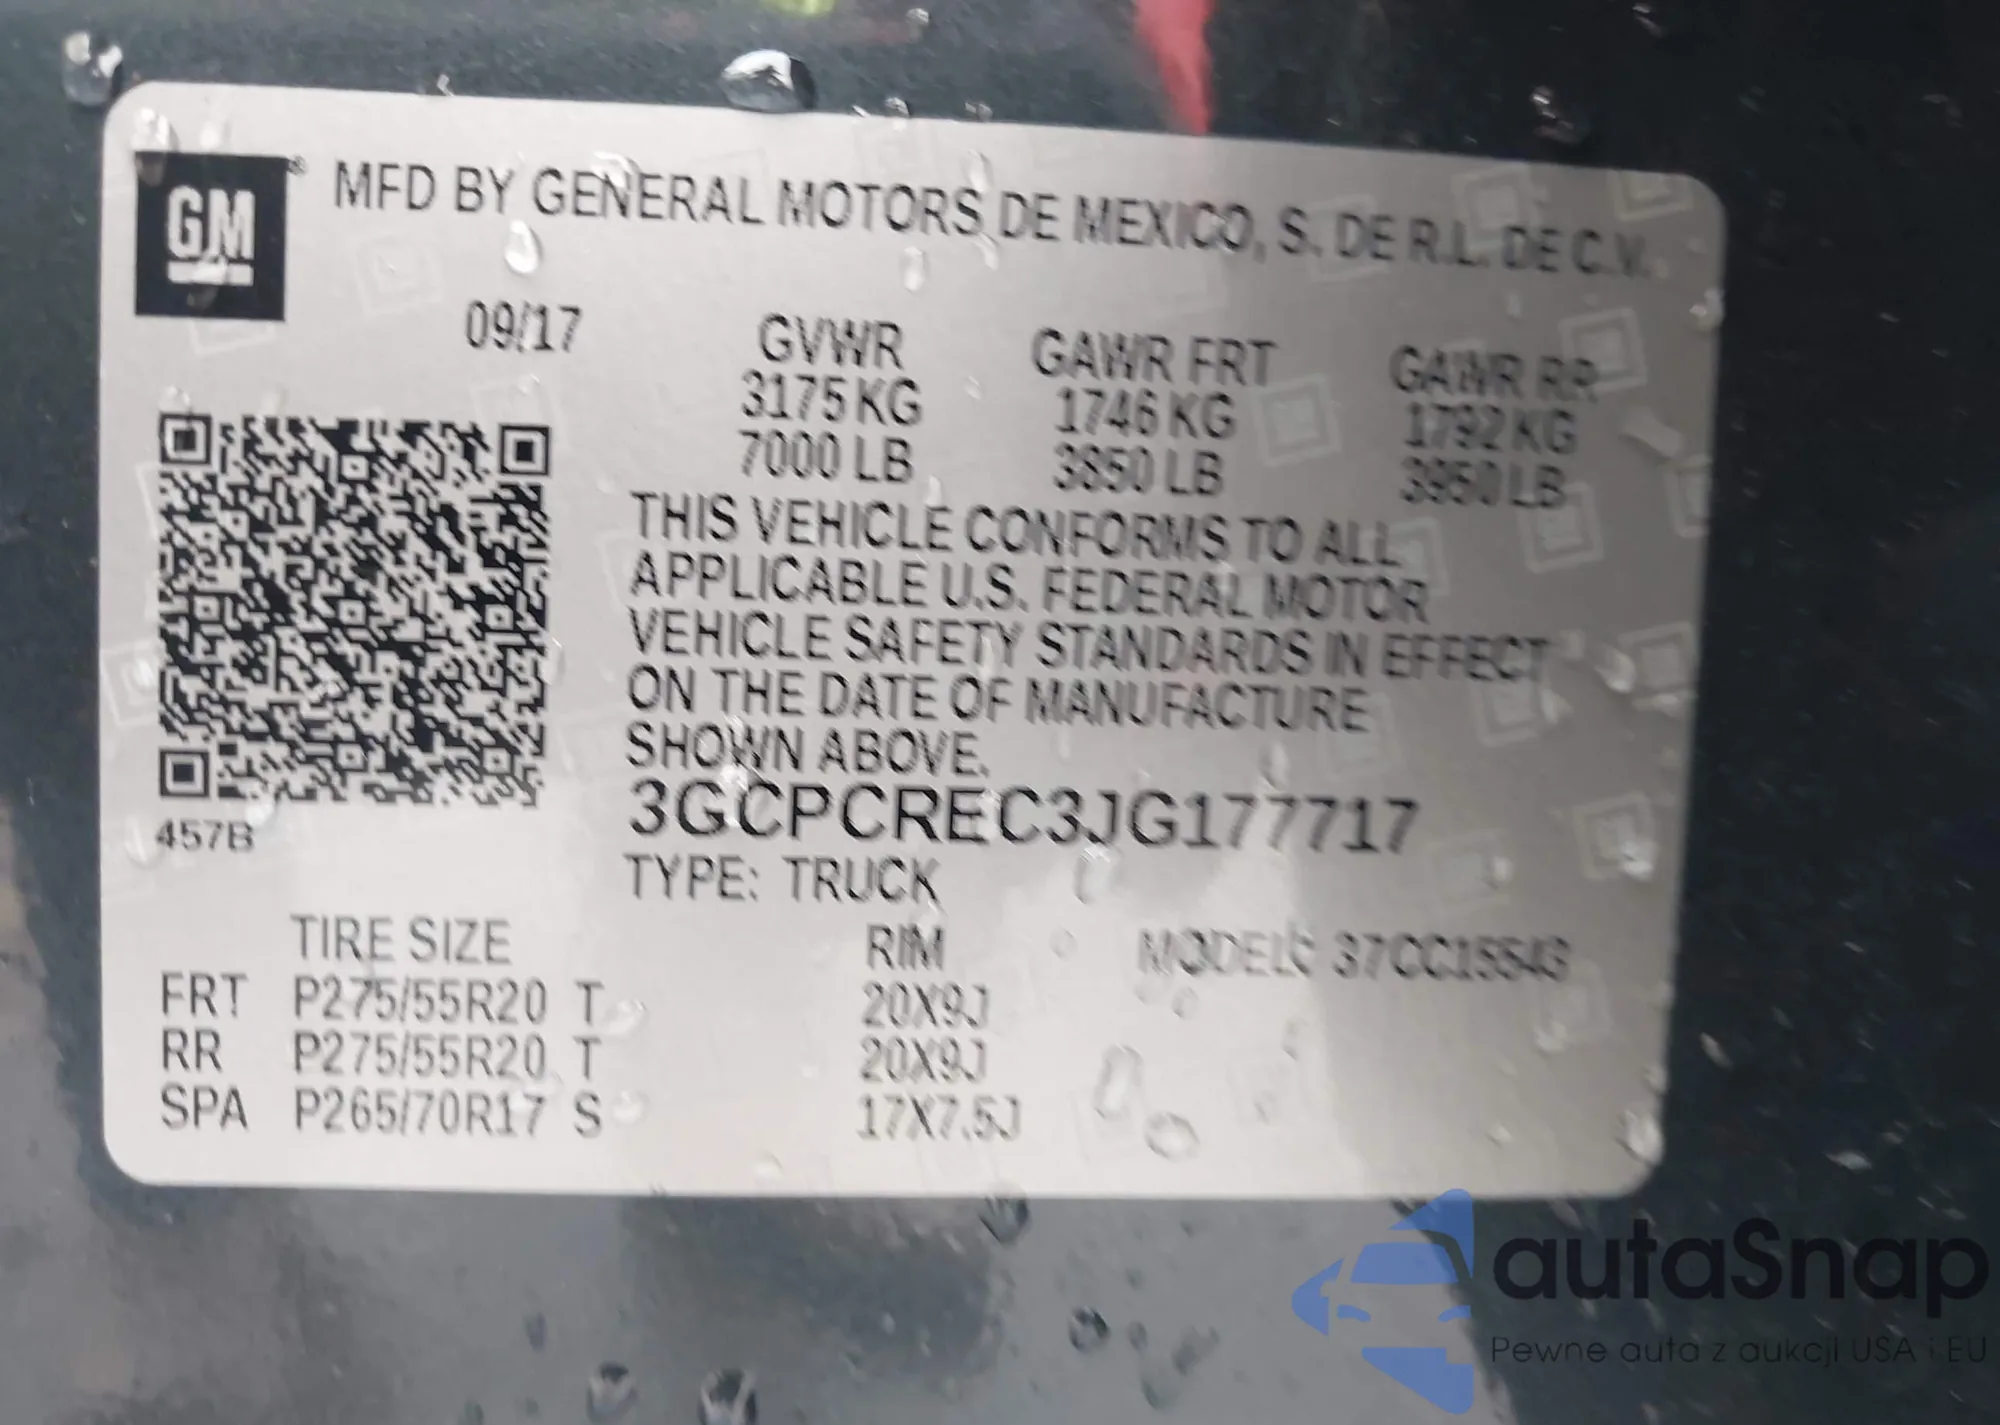 GM ®
MFD BY GENERAL MOTORS DE MEXICO, S. DE R.L. DE C.V.
09/17
GVWR GAWR FRT GAWR RR
3175 KG 1746 KG 1792 KG
7000 LB 3850 LB 3950 LB
THIS VEHICLE CONFORMS TO ALL
APPLICABLE U.S. FEDERAL MOTOR
VEHICLE SAFETY STANDARDS IN EFFECT
ON THE DATE OF MANUFACTURE
SHOWN ABOVE.
3GCPCREC3JG177717
457B
TYPE: TRUCK
TIRE SIZE RIM MODEL: 37CC15543
FRT P275/55R20 T 20X9J
RR P275/55R20 T 20X9J
SPA P265/70R17 S 17X7.5J
autaSnap
Pewne auta z aukcji USA i EU